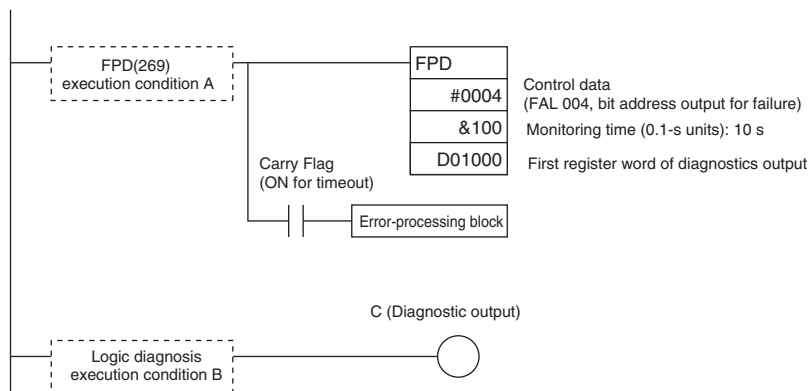 FPD(269)
execution condition A
FPD
#0004
Control data
(FAL 004, bit address output for failure)
&100
Monitoring time (0.1-s units): 10 s
D01000
First register word of diagnostics output
Carry Flag
(ON for timeout)
Error-processing block
C (Diagnostic output)
Logic diagnosis
execution condition B